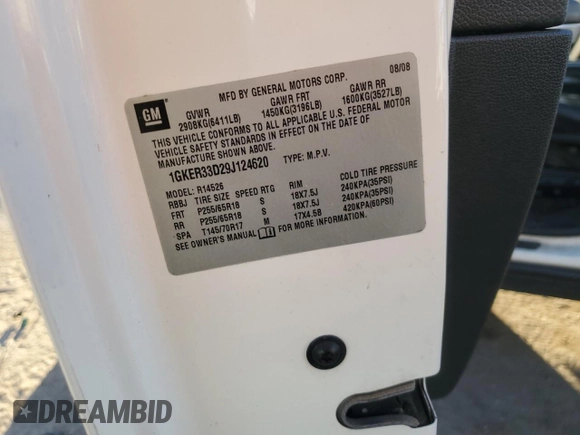 GM
MFD BY GENERAL MOTORS CORP. 08/08
GVWR GAWR FRT GAWR RR
2908KG(6411LB) 1450KG(3196LB) 1600KG(3527LB)
THIS VEHICLE CONFORMS TO ALL APPLICABLE U.S. FEDERAL MOTOR
VEHICLE SAFETY STANDARDS IN EFFECT ON THE DATE OF
MANUFACTURE SHOWN ABOVE.
1GKER33D29J124620 TYPE: M.P.V.
MODEL: R14526
RBBJ TIRE SIZE SPEED RTG RIM COLD TIRE PRESSURE
FRT P255/65R18 S 18X7.5J 240KPA(35PSI)
RR P255/65R18 S 18X7.5J 240KPA(35PSI)
SPA T145/70R17 M 17X4.5B 420KPA(60PSI)
SEE OWNER'S MANUAL FOR MORE INFORMATION.
DREAMBID